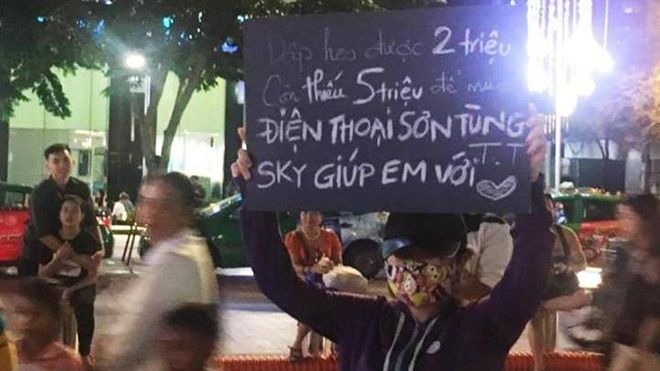 Đập heo được 2 triệu
Còn thiếu 5 triệu để mua
ĐIỆN THOẠI SƠN TÙNG
SKY GIÚP EM VỚI T.T